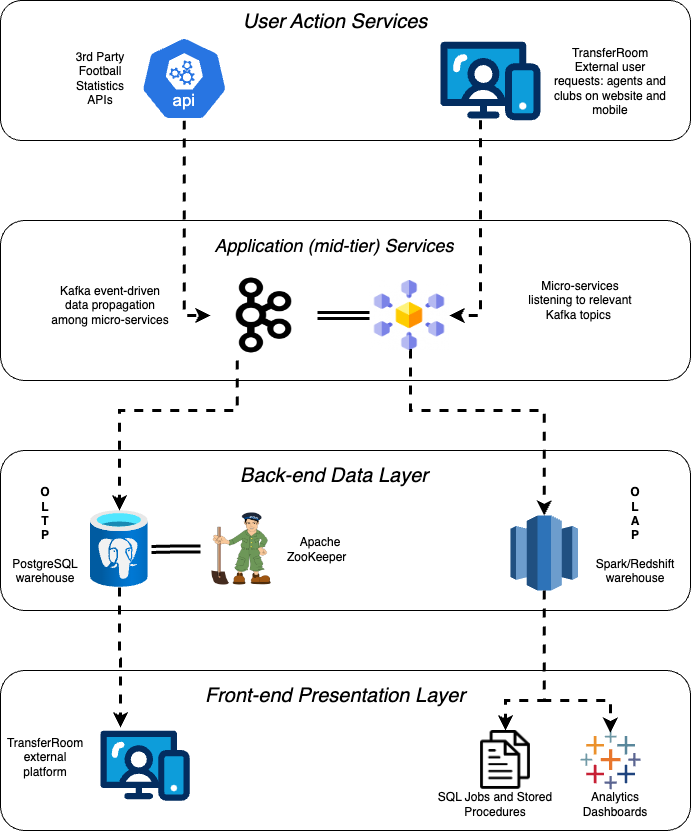 User Action Services
3rd Party
Football
Statistics
APIs
api
TransferRoom
External user
requests: agents and
clubs on website and
mobile
Application (mid-tier) Services
Kafka event-driven
data propagation
among micro-services
Micro-services
listening to relevant
Kafka topics
Back-end Data Layer
O
L
T
P
PostgreSQL
warehouse
Apache
ZooKeeper
O
L
A
P
Spark/Redshift
warehouse
Front-end Presentation Layer
TransferRoom
external
platform
SQL Jobs and Stored
Procedures
Analytics
Dashboards